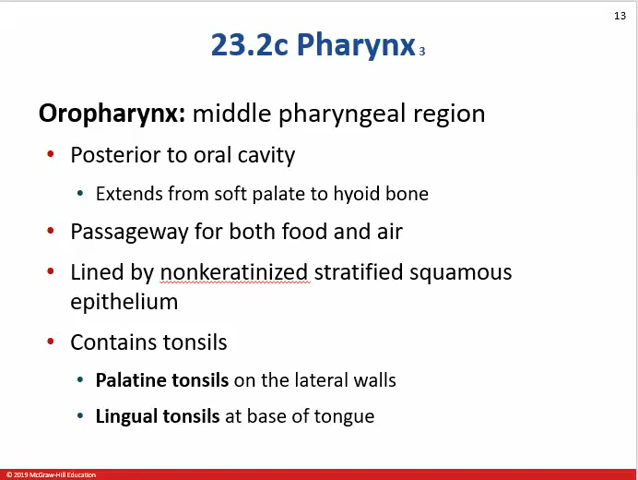 13
23.2c Pharynx 3
Oropharynx: middle pharyngeal region
• Posterior to oral cavity
• Extends from soft palate to hyoid bone
• Passageway for both food and air
• Lined by nonkeratinized stratified squamous
epithelium
• Contains tonsils
• Palatine tonsils on the lateral walls
• Lingual tonsils at base of tongue
© 2019 McGraw-Hill Education